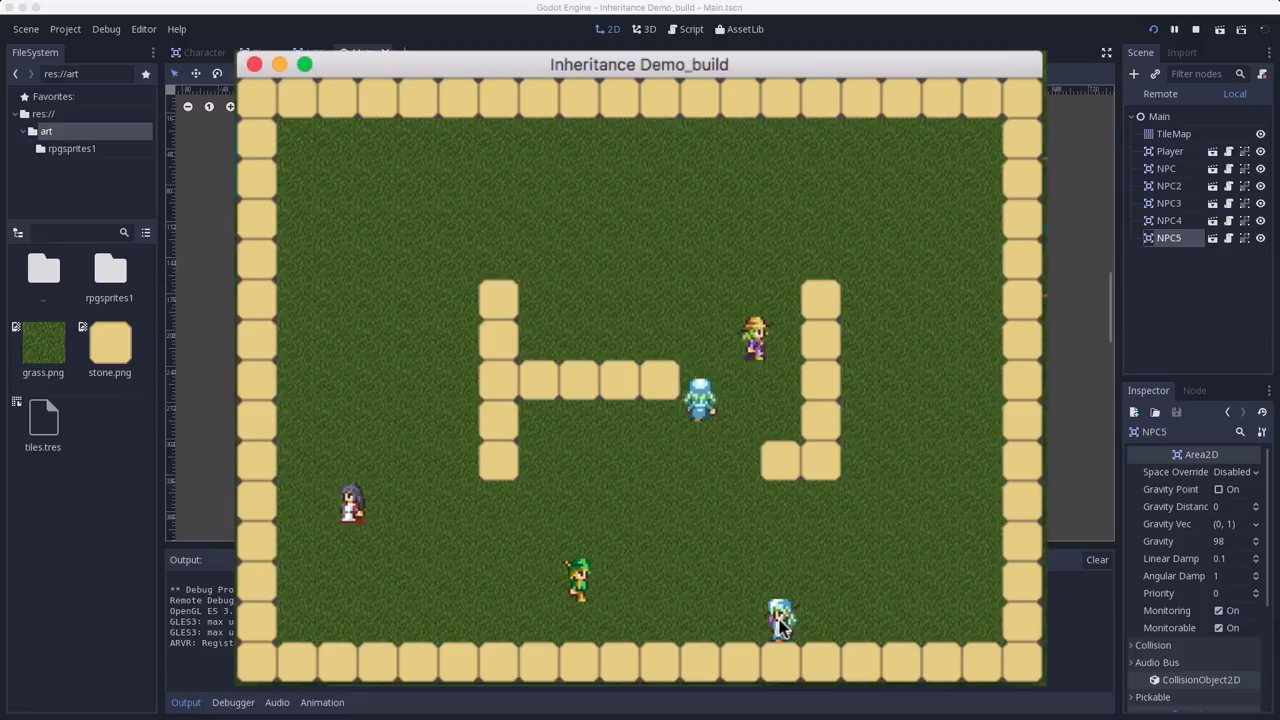 Godot Engine - Inheritance Demo_build - Main.tscn
Scene Project Debug Editor Help
2D 3D Script AssetLib
FileSystem
Character
Scene Import
res://art
Filter nodes
Inheritance Demo_build
Favorites:
res://
art
rpgsprites1
Remote Local
Main
TileMap
Player
NPC
NPC2
NPC3
NPC4
NPC5
..
rpgsprites1
grass.png
stone.png
tiles.tres
Inspector Node
NPC5
Area2D
Space Override Disabled
Gravity Point On
Gravity Distanc 0
Gravity Vec (0, 1)
Gravity 98
Linear Damp 0.1
Angular Damp 1
Priority 0
Monitoring On
Monitorable On
Collision
Audio Bus
CollisionObject2D
Pickable
Output:
Clear
** Debug Pro
Remote Debug
OpenGL ES 3.
GLES3: max u
GLES3: max u
ARVR: Regist
Output Debugger Audio Animation